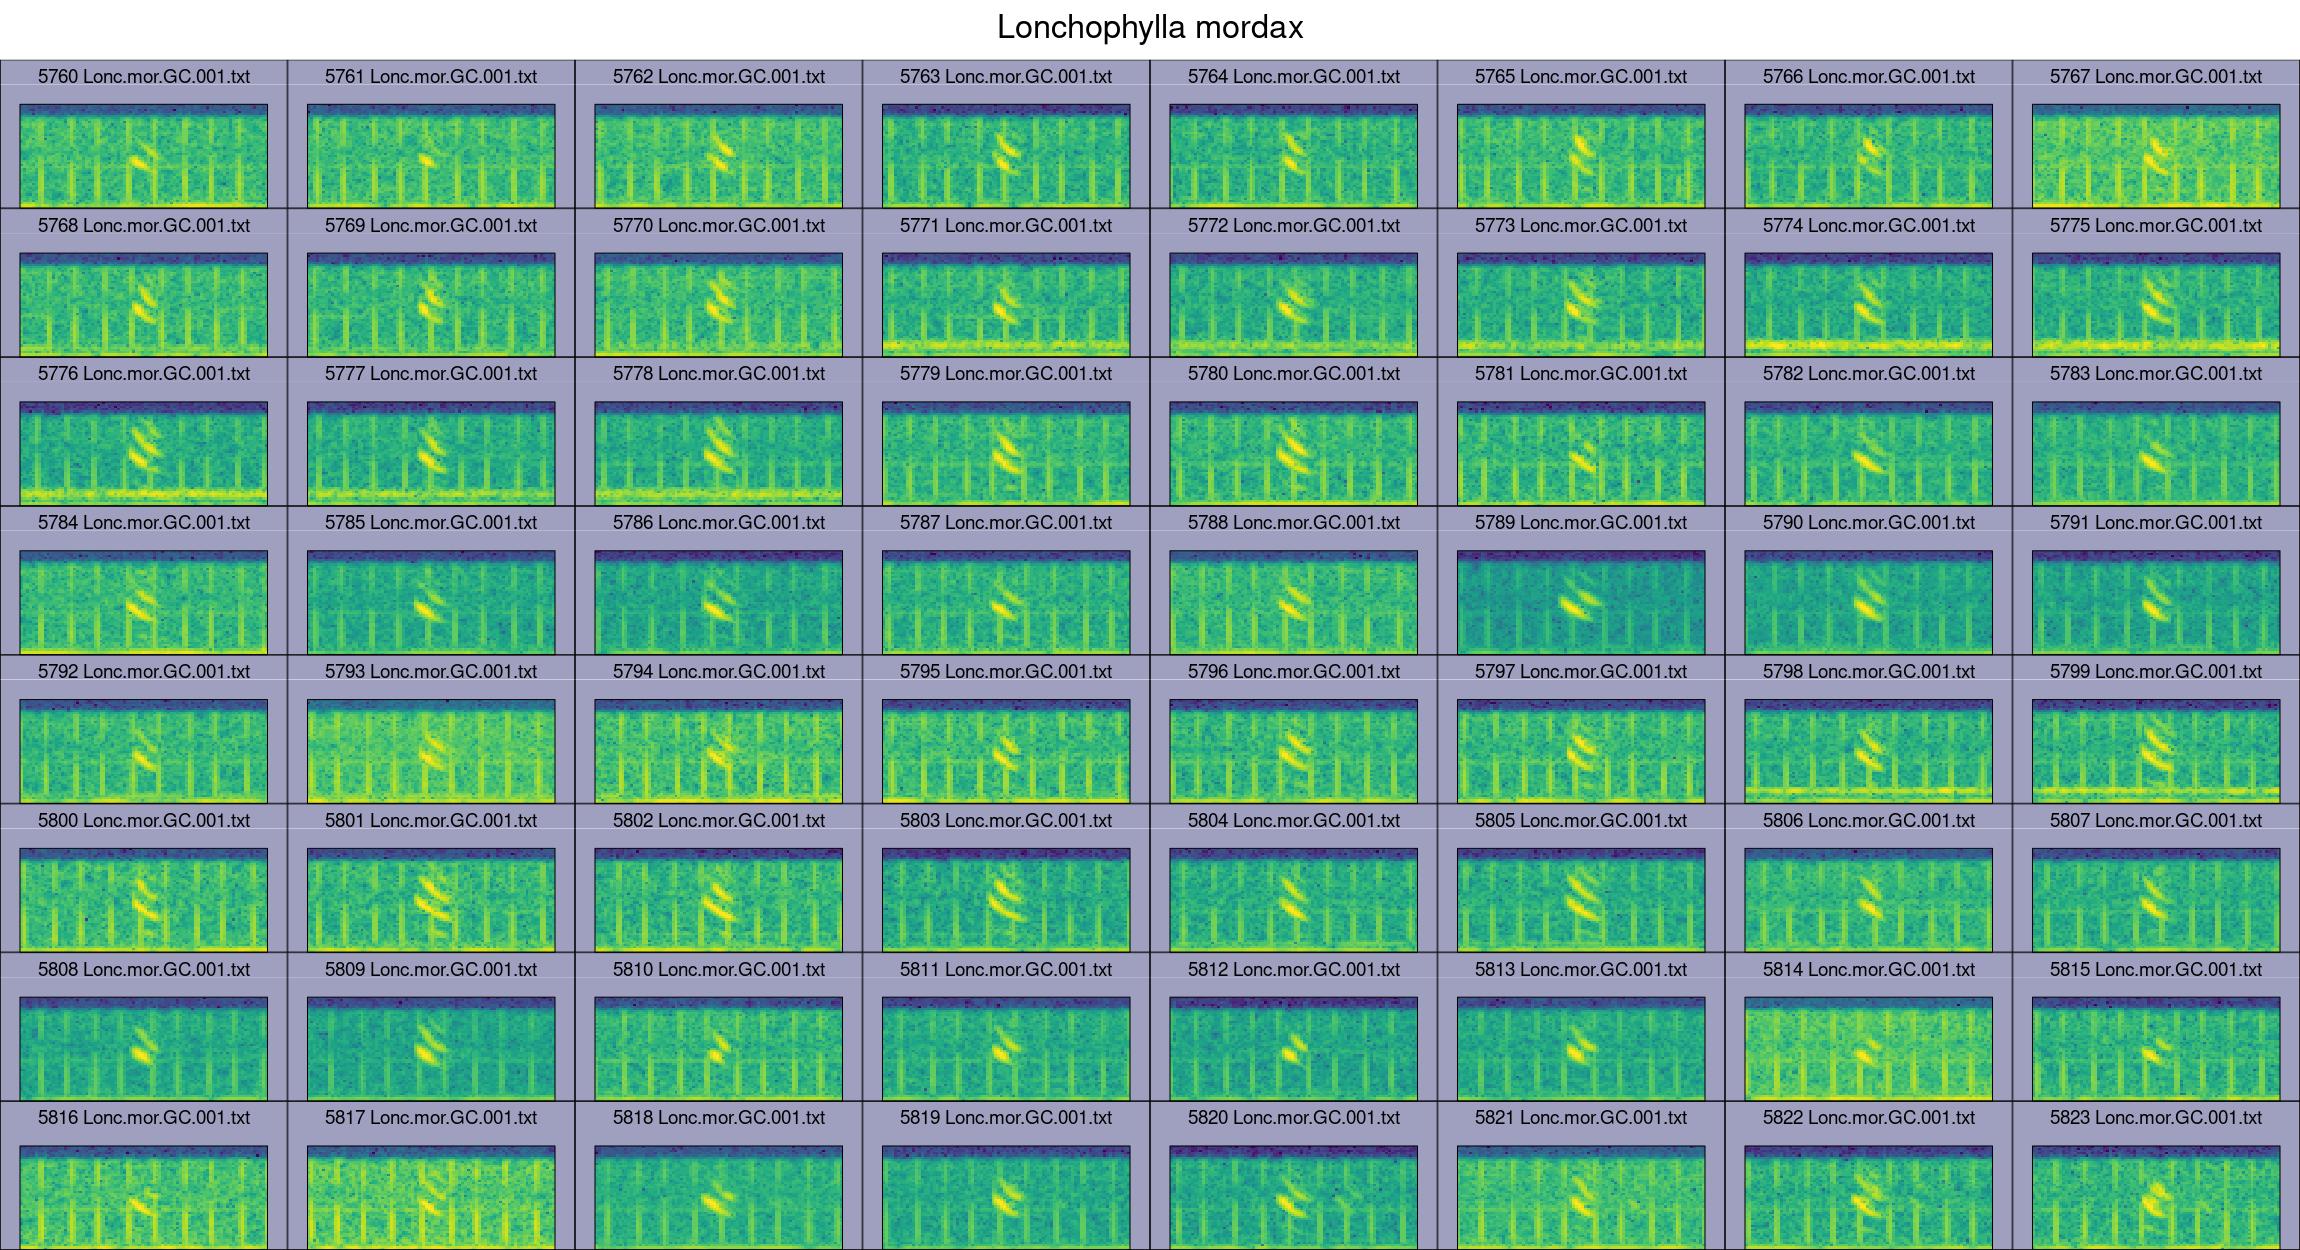 Lonchophylla mordax
5760 Lonc.mor.GC.001.txt 5761 Lonc.mor.GC.001.txt 5762 Lonc.mor.GC.001.txt 5763 Lonc.mor.GC.001.txt 5764 Lonc.mor.GC.001.txt 5765 Lonc.mor.GC.001.txt 5766 Lonc.mor.GC.001.txt 5767 Lonc.mor.GC.001.txt
5768 Lonc.mor.GC.001.txt 5769 Lonc.mor.GC.001.txt 5770 Lonc.mor.GC.001.txt 5771 Lonc.mor.GC.001.txt 5772 Lonc.mor.GC.001.txt 5773 Lonc.mor.GC.001.txt 5774 Lonc.mor.GC.001.txt 5775 Lonc.mor.GC.001.txt
5776 Lonc.mor.GC.001.txt 5777 Lonc.mor.GC.001.txt 5778 Lonc.mor.GC.001.txt 5779 Lonc.mor.GC.001.txt 5780 Lonc.mor.GC.001.txt 5781 Lonc.mor.GC.001.txt 5782 Lonc.mor.GC.001.txt 5783 Lonc.mor.GC.001.txt
5784 Lonc.mor.GC.001.txt 5785 Lonc.mor.GC.001.txt 5786 Lonc.mor.GC.001.txt 5787 Lonc.mor.GC.001.txt 5788 Lonc.mor.GC.001.txt 5789 Lonc.mor.GC.001.txt 5790 Lonc.mor.GC.001.txt 5791 Lonc.mor.GC.001.txt
5792 Lonc.mor.GC.001.txt 5793 Lonc.mor.GC.001.txt 5794 Lonc.mor.GC.001.txt 5795 Lonc.mor.GC.001.txt 5796 Lonc.mor.GC.001.txt 5797 Lonc.mor.GC.001.txt 5798 Lonc.mor.GC.001.txt 5799 Lonc.mor.GC.001.txt
5800 Lonc.mor.GC.001.txt 5801 Lonc.mor.GC.001.txt 5802 Lonc.mor.GC.001.txt 5803 Lonc.mor.GC.001.txt 5804 Lonc.mor.GC.001.txt 5805 Lonc.mor.GC.001.txt 5806 Lonc.mor.GC.001.txt 5807 Lonc.mor.GC.001.txt
5808 Lonc.mor.GC.001.txt 5809 Lonc.mor.GC.001.txt 5810 Lonc.mor.GC.001.txt 5811 Lonc.mor.GC.001.txt 5812 Lonc.mor.GC.001.txt 5813 Lonc.mor.GC.001.txt 5814 Lonc.mor.GC.001.txt 5815 Lonc.mor.GC.001.txt
5816 Lonc.mor.GC.001.txt 5817 Lonc.mor.GC.001.txt 5818 Lonc.mor.GC.001.txt 5819 Lonc.mor.GC.001.txt 5820 Lonc.mor.GC.001.txt 5821 Lonc.mor.GC.001.txt 5822 Lonc.mor.GC.001.txt 5823 Lonc.mor.GC.001.txt